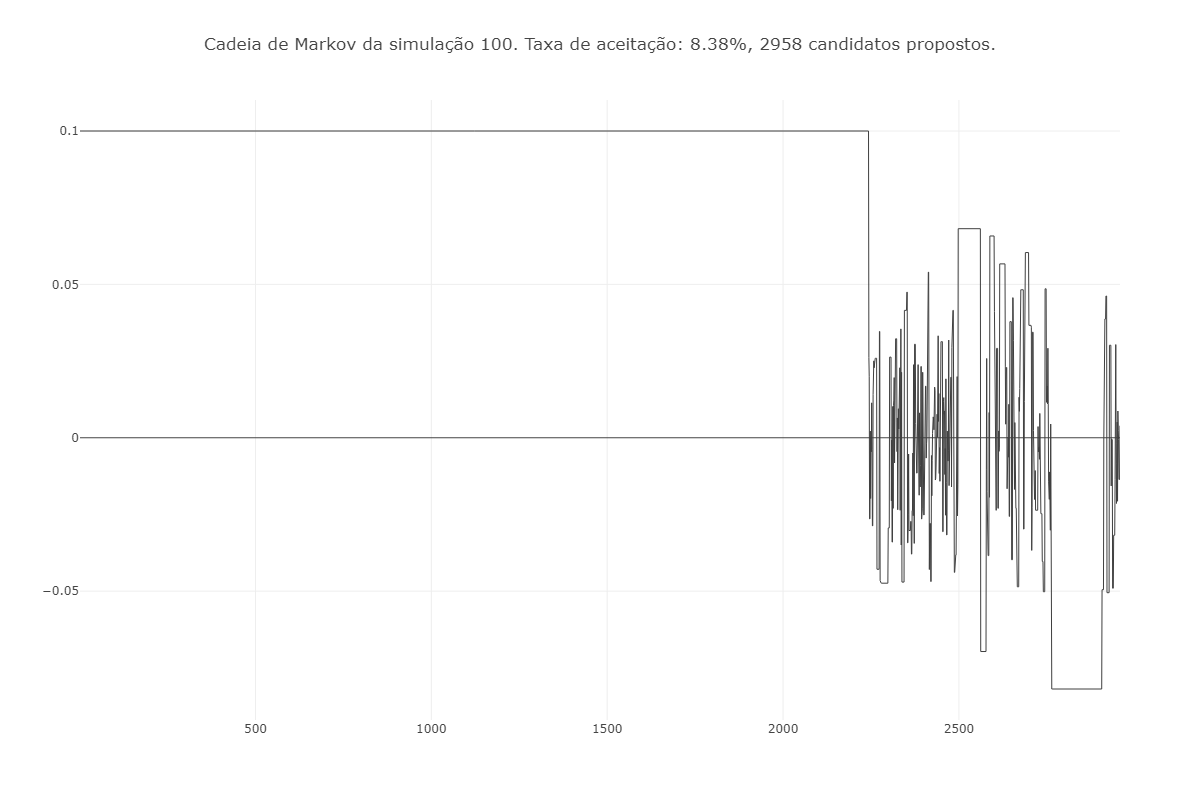 Cadeia de Markov da simulação 100. Taxa de aceitação: 8.38%, 2958 candidatos propostos.
0.1
0.05
0
−0.05
500 1000 1500 2000 2500